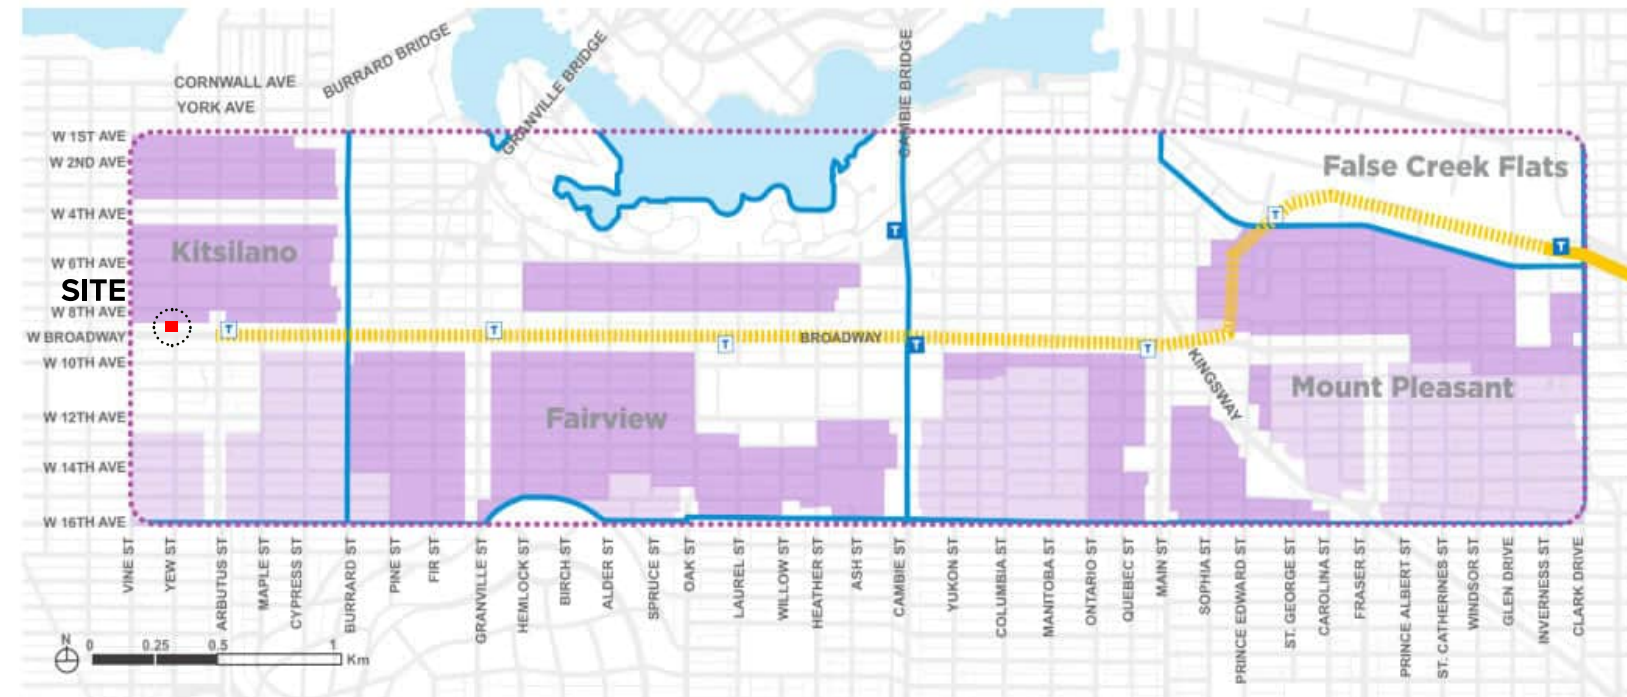 CORNWALL AVE
YORK AVE
BURRARD BRIDGE
GRANVILLE BRIDGE
CAMBIE BRIDGE
W 1ST AVE
W 2ND AVE
W 4TH AVE
W 6TH AVE
W 8TH AVE
W BROADWAY
W 10TH AVE
W 12TH AVE
W 14TH AVE
W 16TH AVE
SITE
Kitsilano
Fairview
False Creek Flats
Mount Pleasant
BROADWAY
KINGSWAY
T
T
T
T
T
T
T
T
VINE ST
YEW ST
ARBUTUS ST
MAPLE ST
CYPRESS ST
BURRARD ST
PINE ST
FIR ST
GRANVILLE ST
HEMLOCK ST
BIRCH ST
ALDER ST
SPRUCE ST
OAK ST
LAUREL ST
WILLOW ST
HEATHER ST
ASH ST
CAMBIE ST
YUKON ST
COLUMBIA ST
MANITOBA ST
ONTARIO ST
QUEBEC ST
MAIN ST
SOPHIA ST
PRINCE EDWARD ST
ST. GEORGE ST
CAROLINA ST
FRASER ST
PRINCE ALBERT ST
ST. CATHERINES ST
WINDSOR ST
GLEN DRIVE
INVERNESS ST
CLARK DRIVE
N
0 0.25 0.5 1
Km